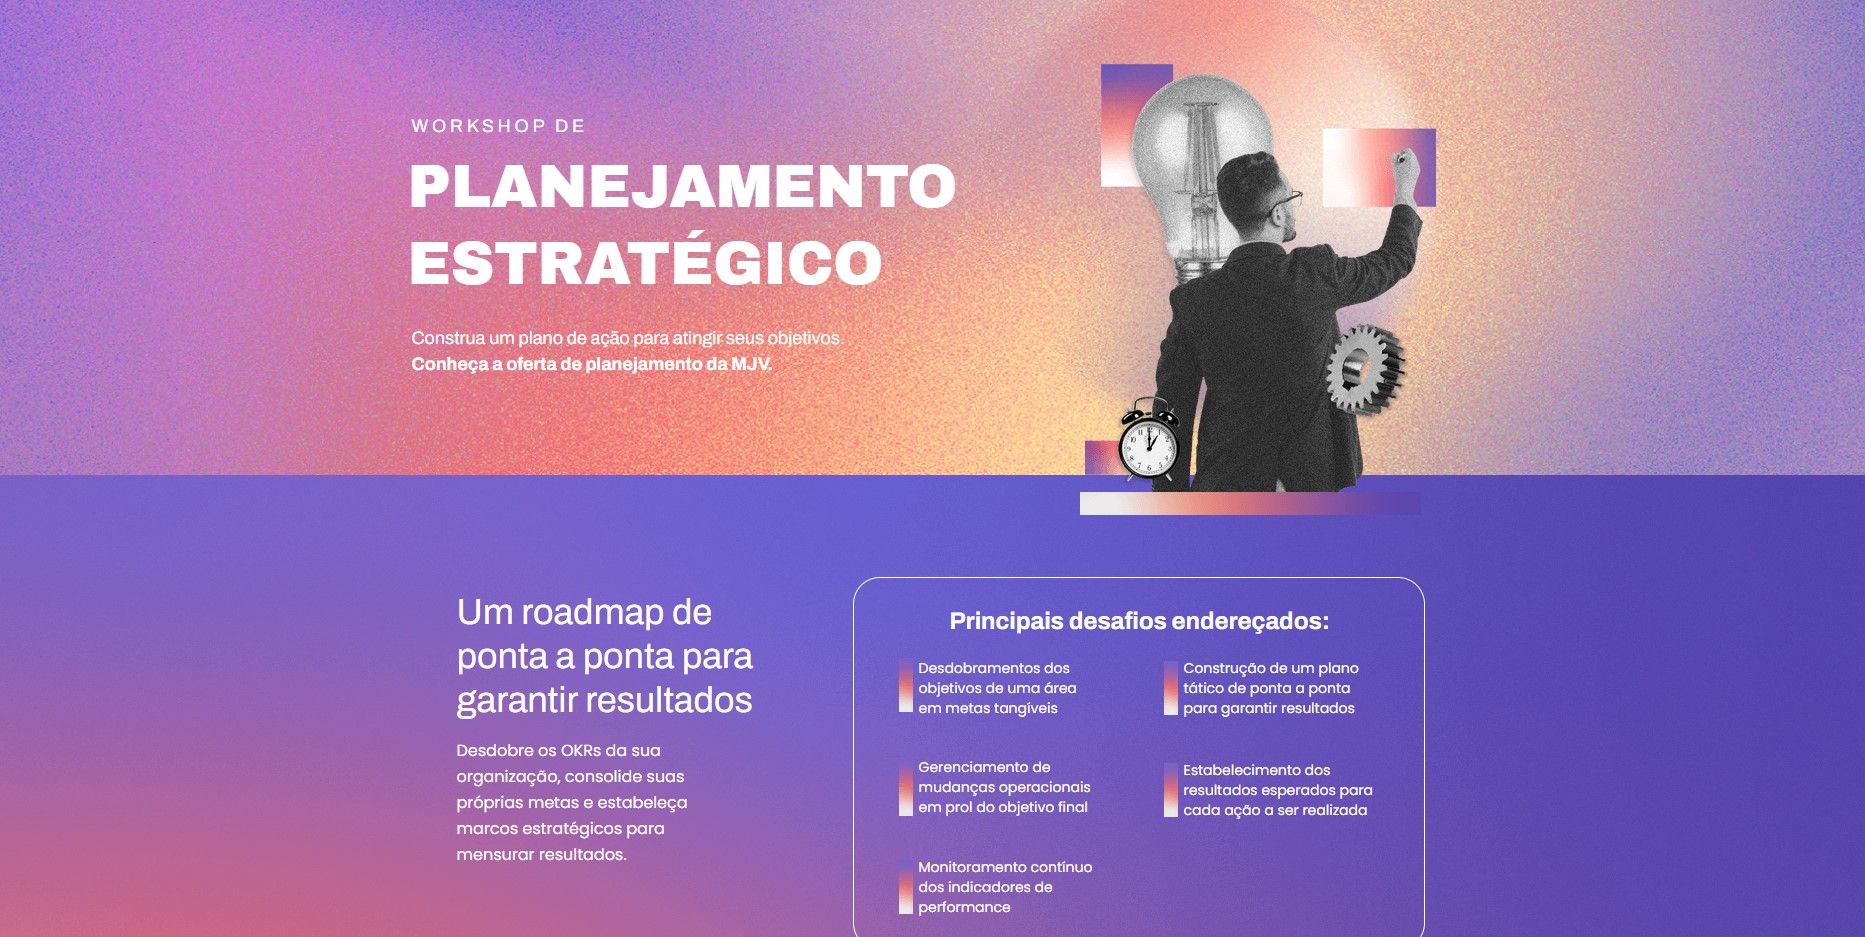 WORKSHOP DE
PLANEJAMENTO
ESTRATÉGICO
Construa um plano de ação para atingir seus objetivos.
Conheça a oferta de planejamento da MJV.
Um roadmap de
ponta a ponta para
garantir resultados
Desdobre os OKRs da sua
organização, consolide suas
próprias metas e estabeleça
marcos estratégicos para
mensurar resultados.
Principais desafios endereçados:
Desdobramentos dos
objetivos de uma área
em metas tangíveis
Construção de um plano
tático de ponta a ponta
para garantir resultados
Gerenciamento de
mudanças operacionais
em prol do objetivo final
Estabelecimento dos
resultados esperados para
cada ação a ser realizada
Monitoramento contínuo
dos indicadores de
performance